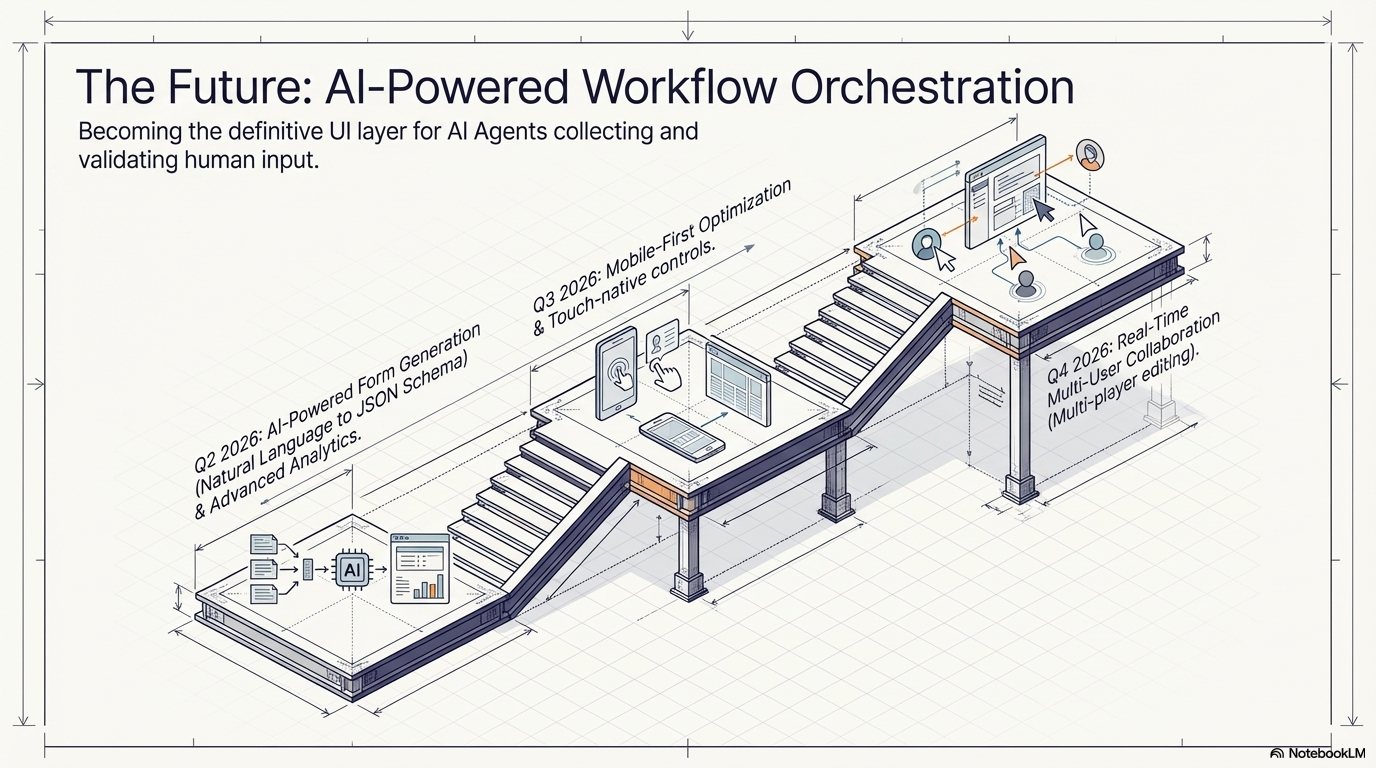 The Future: AI-Powered Workflow Orchestration
Becoming the definitive UI layer for AI Agents collecting and
validating human input.
Q2 2026: AI-Powered Form Generation
(Natural Language to JSON Schema)
& Advanced Analytics.
AI
Q3 2026: Mobile-First Optimization
& Touch-native controls.
Q4 2026: Real-Time
Multi-User Collaboration
(Multi-player editing).
NotebookLM